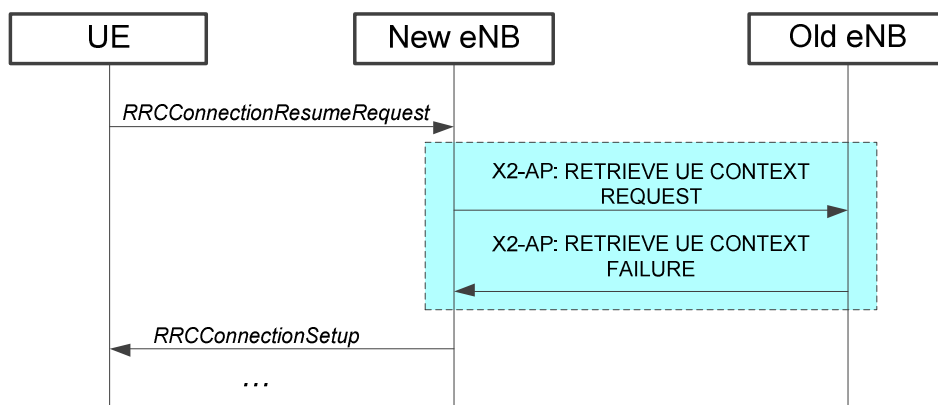 UE
New eNB
Old eNB
RRCConnectionResumeRequest
X2-AP: RETRIEVE UE CONTEXT
REQUEST
X2-AP: RETRIEVE UE CONTEXT
FAILURE
RRCConnectionSetup
...